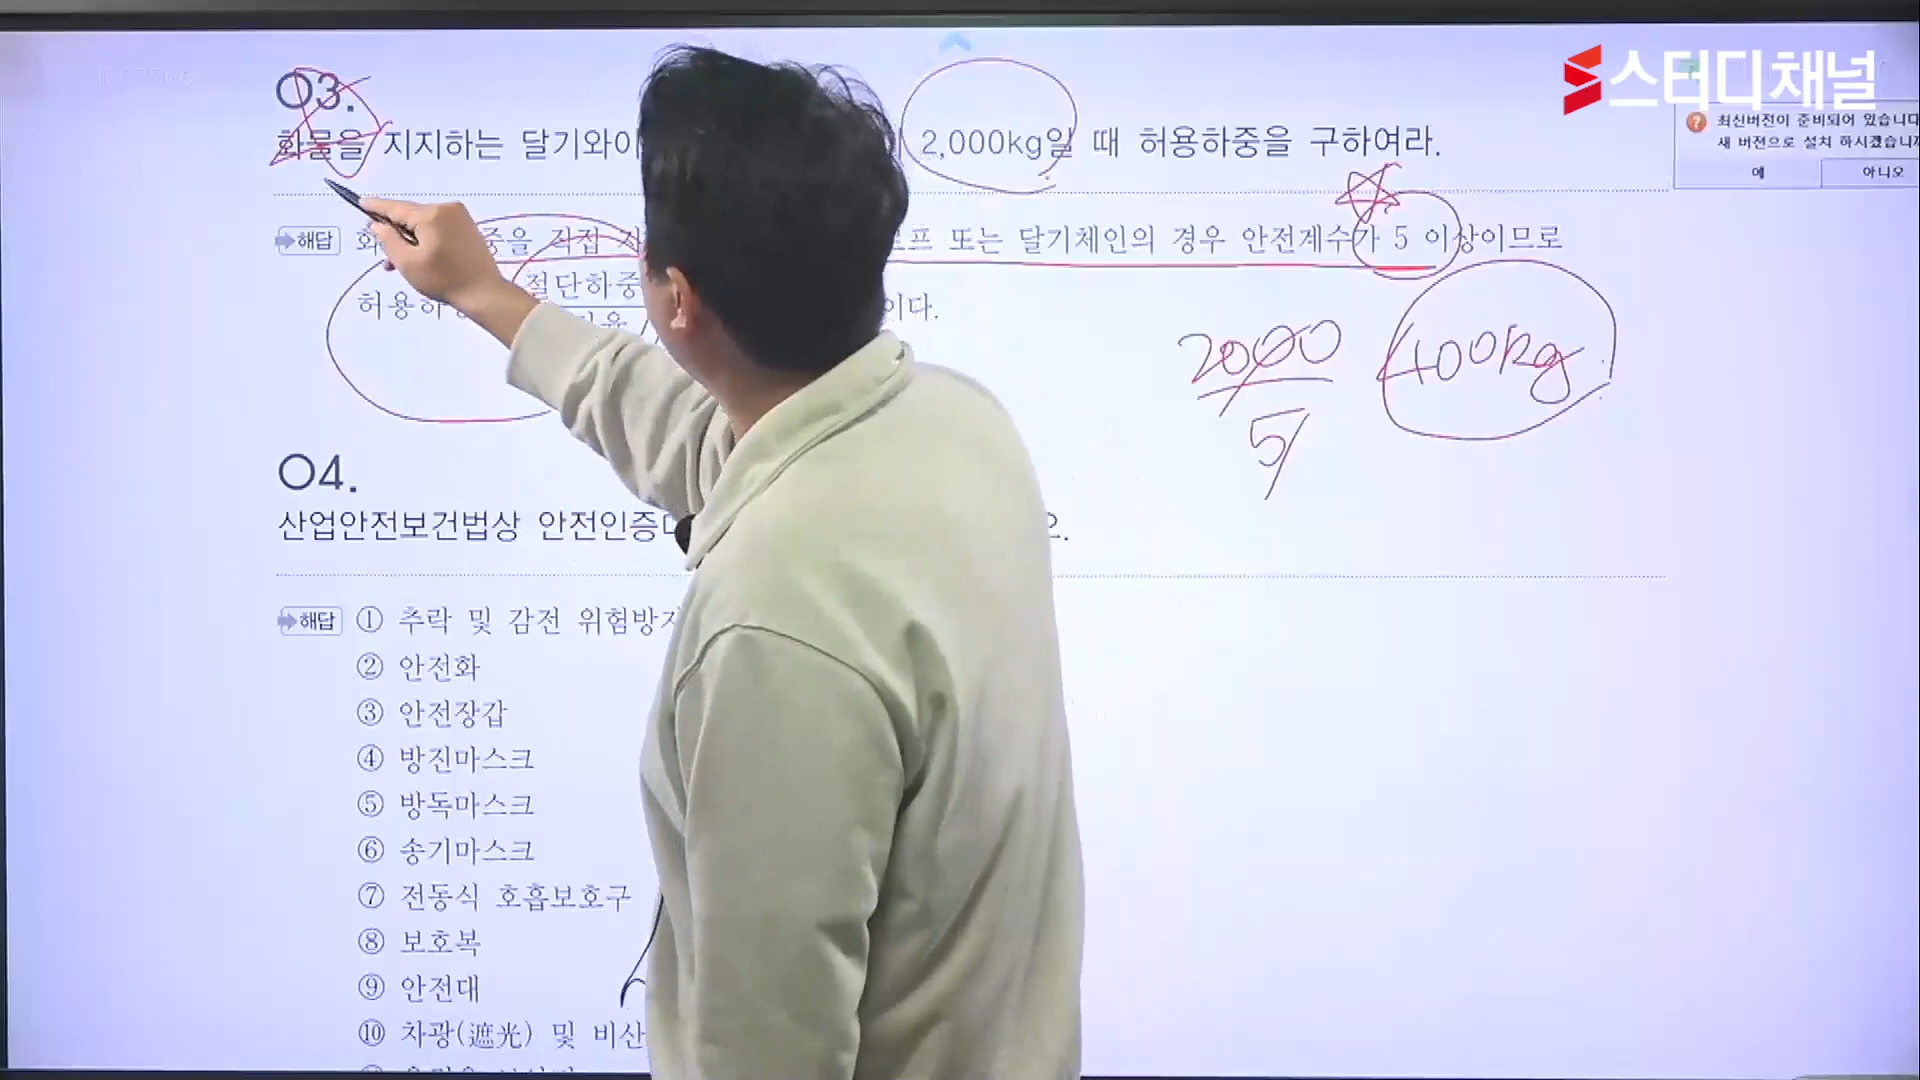 스터디채널
최신버전이 준비되어 있습니다
새 버전으로 설치 하시겠습니까
예 아니오
03.
화물을 지지하는 달기와이 2,000kg일 때 허용하중을 구하여라.
해답 화 중을 직접 지 로프 또는 달기체인의 경우 안전계수가 5 이상이므로
절단하중
허용하 이다.
2000
5
400kg
04.
산업안전보건법상 안전인증 오.
해답 ① 추락 및 감전 위험방지
② 안전화
③ 안전장갑
④ 방진마스크
⑤ 방독마스크
⑥ 송기마스크
⑦ 전동식 호흡보호구
⑧ 보호복
⑨ 안전대
⑩ 차광(遮光) 및 비산